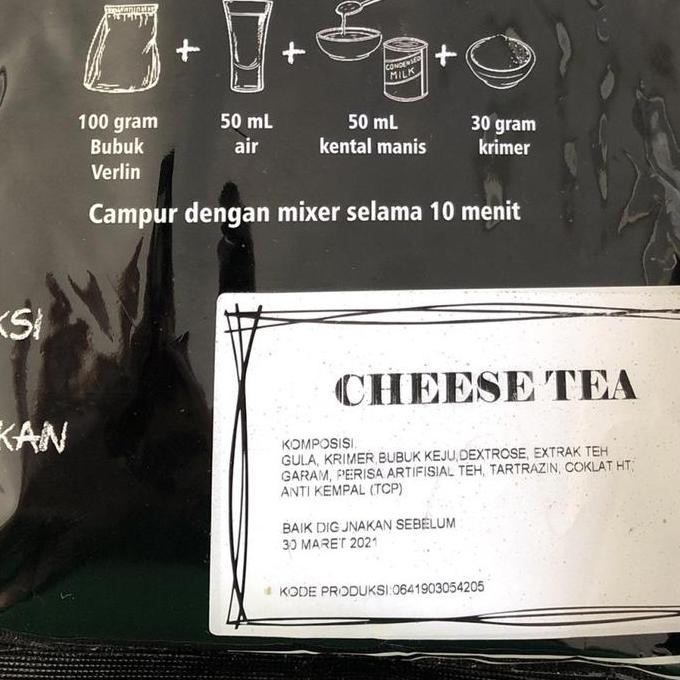 CONDENSED
MILK
100 gram
Bubuk
Verlin
50 mL
air
50 mL
kental manis
30 gram
krimer
Campur dengan mixer selama 10 menit
KSI
KAN
CHEESE TEA
KOMPOSISI.
GULA, KRIMER BUBUK KEJU,DEXTROSE, EXTRAK TEH
GARAM, PERISA ARTIFISIAL TEH, TARTRAZIN, COKLAT HT,
ANTI KEMPAL (TCP)
BAIK DIGUNAKAN SEBELUM
30 MARET 2021
KODE PRODUKSI:0641903054205